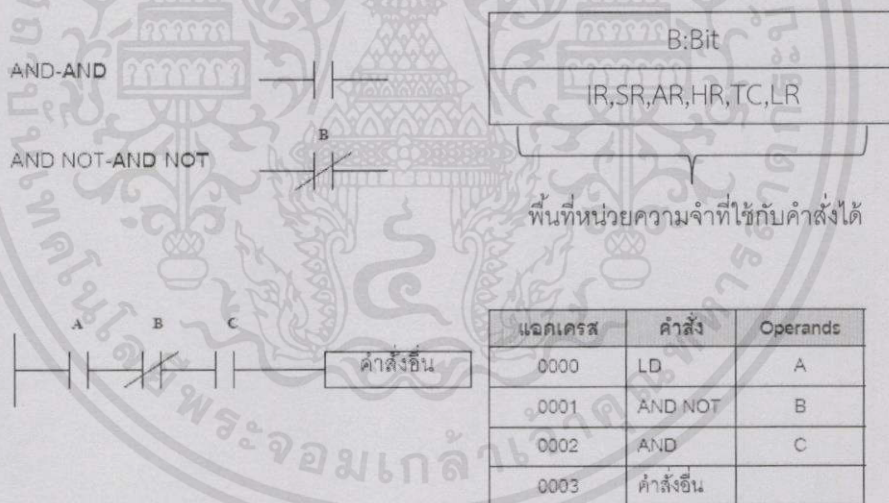 B:Bit
AND-AND
IR,SR,AR,HR,TC,LR
B
AND NOT-AND NOT
พื้นที่หน่วยความจำที่ใช้กับคำสั่งได้
A B C
คำสั่งอื่น
แอดเดรส คำสั่ง Operands
0000 LD A
0001 AND NOT B
0002 AND C
0003 คำสั่งอื่น